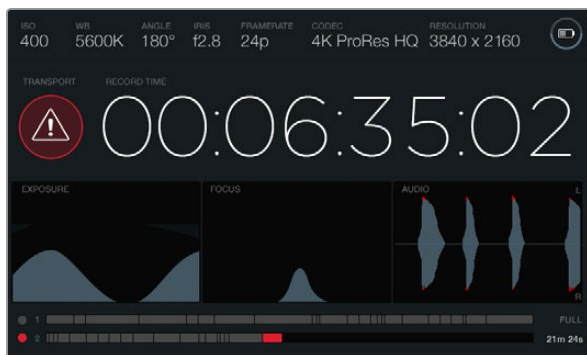 ISO WB ANGLE IRIS FRAMERATE CODEC RESOLUTION
400 5600K 180° f2.8 24p 4K ProRes HQ 3840 x 2160
TRANSPORT RECORD TIME
00:06:35:02
EXPOSURE FOCUS AUDIO
L
R
1 FULL
2 21m 24s